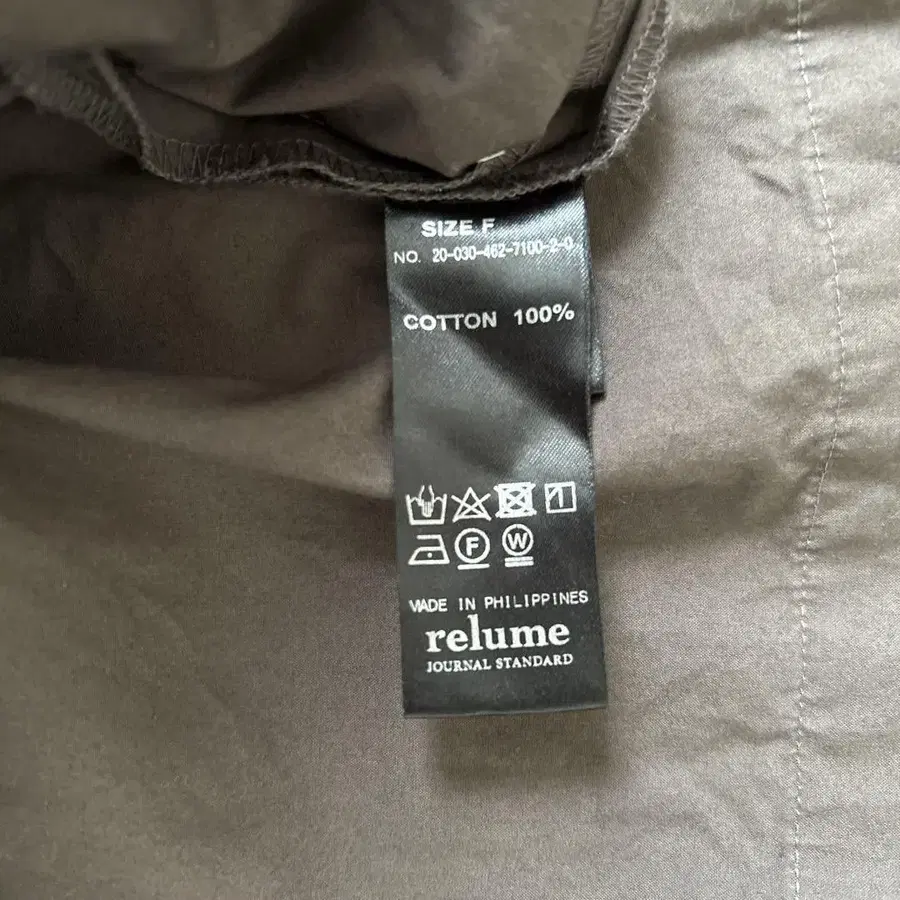 SIZE F
NO. 20-030-462-7100-2-0
COTTON 100%
F W
MADE IN PHILIPPINES
relume
JOURNAL STANDARD